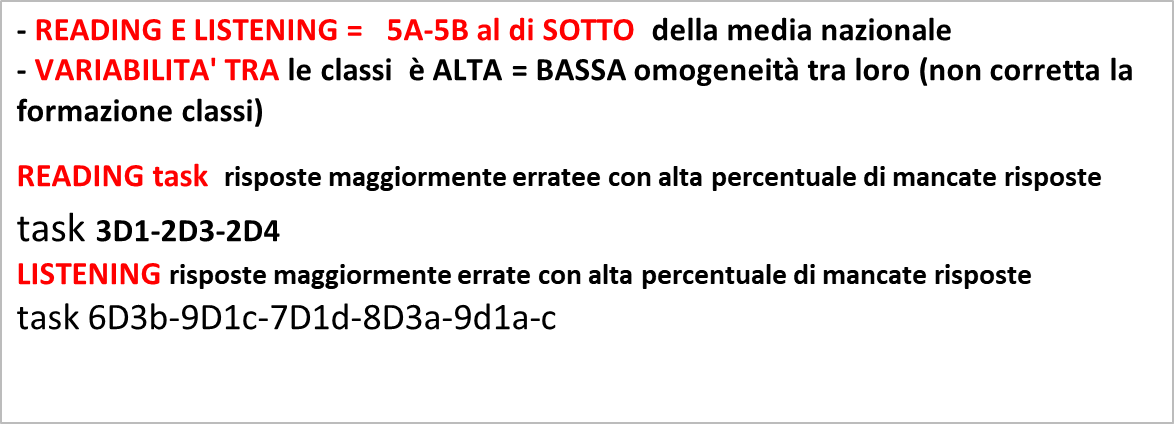 - READING E LISTENING = 5A-5B al di SOTTO della media nazionale
- VARIABILITA' TRA le classi è ALTA = BASSA omogeneità tra loro (non corretta la
formazione classi)
READING task risposte maggiormente erratee con alta percentuale di mancate risposte
task 3D1-2D3-2D4
LISTENING risposte maggiormente errate con alta percentuale di mancate risposte
task 6D3b-9D1c-7D1d-8D3a-9d1a-c